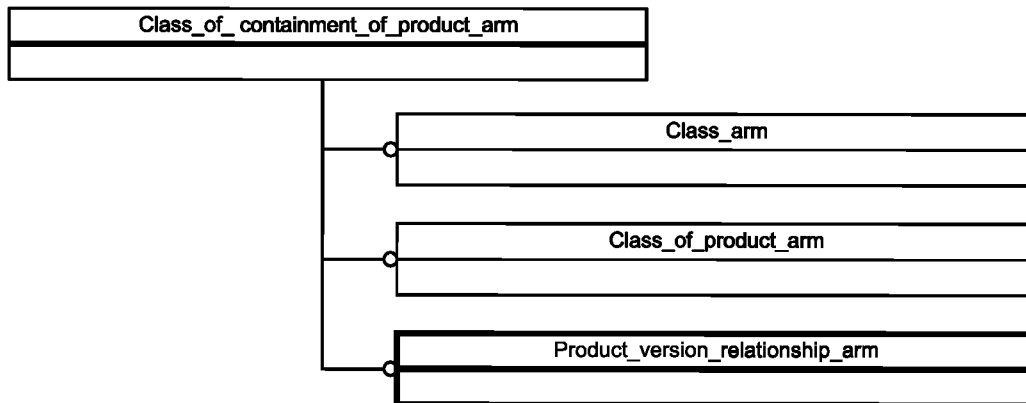 Class_of_ containment_of_product_arm
Class_arm
Class_of_product_arm
Product_version_relationship_arm